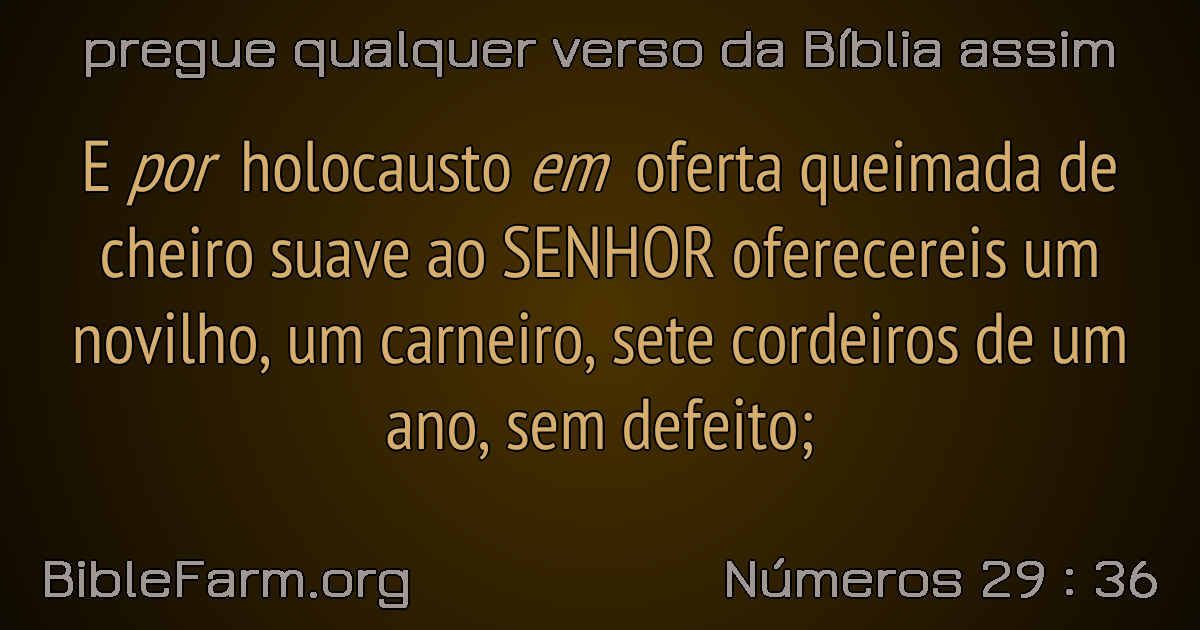 pregue qualquer verso da Bíblia assim
E por holocausto em oferta queimada de
cheiro suave ao SENHOR oferecereis um
novilho, um carneiro, sete cordeiros de um
ano, sem defeito;
BibleFarm.org
Números 29 : 36